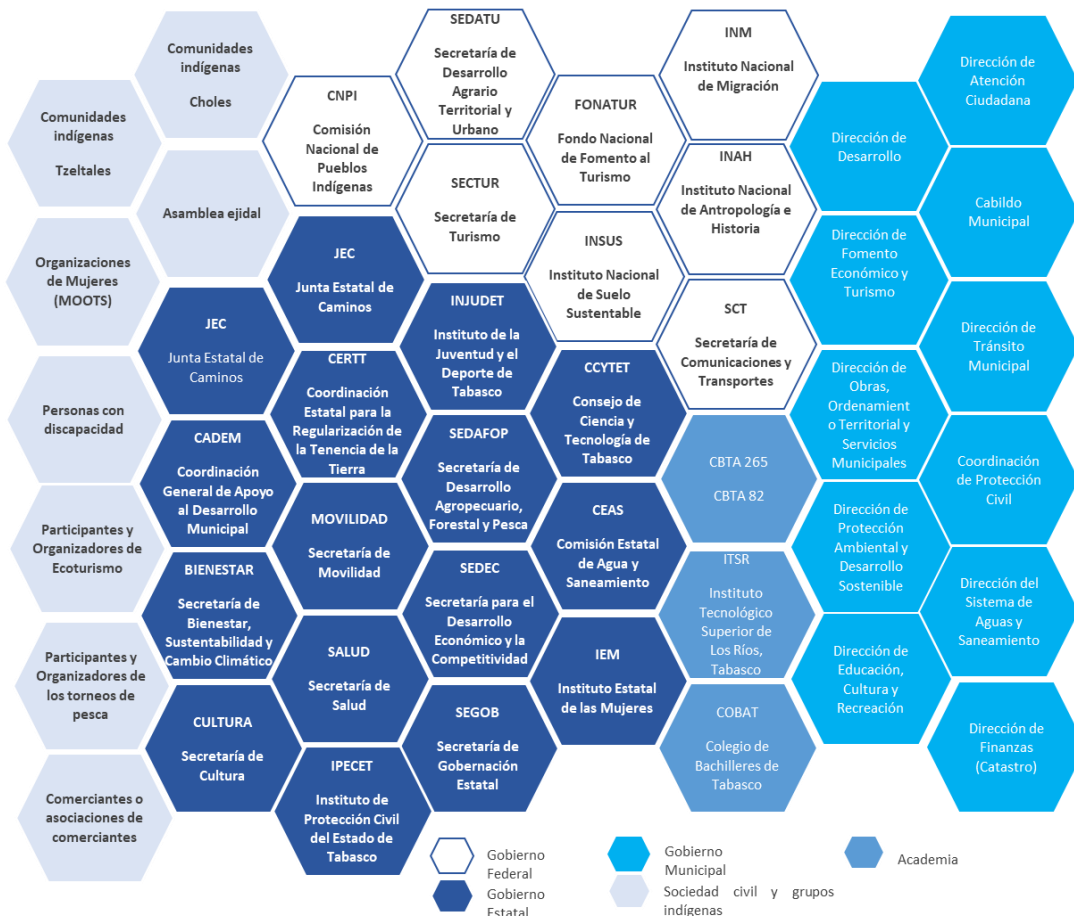 Comunidades
indígenas
Tzeltales
Organizaciones
de Mujeres
(MOOTS)
Personas con
discapacidad
Participantes y
Organizadores de
Ecoturismo
Participantes y
Organizadores de
los torneos de
pesca
Comerciantes o
asociaciones de
comerciantes
Comunidades
indígenas
Choles
Asamblea ejidal
JEC
Junta Estatal de
Caminos
CADEM
Coordinación
General de Apoyo
al Desarrollo
Municipal
BIENESTAR
Secretaría de
Bienestar,
Sustentabilidad y
Cambio Climático
CULTURA
Secretaría de
Cultura
CNPI
Comisión
Nacional de
Pueblos
Indígenas
JEC
Junta Estatal de
Caminos
CERTT
Coordinación
Estatal para la
Regularización de
la Tenencia de la
Tierra
MOVILIDAD
Secretaría de
Movilidad
SALUD
Secretaría de
Salud
IPECET
Instituto de
Protección Civil
del Estado de
Tabasco
SEDATU
Secretaría de
Desarrollo
Agrario
Territorial y
Urbano
SECTUR
Secretaría de
Turismo
INJUDET
Instituto de la
Juventud y el
Deporte de
Tabasco
SEDAFOP
Secretaría de
Desarrollo
Agropecuario,
Forestal y Pesca
SEDEC
Secretaría para el
Desarrollo
Económico y la
Competitividad
SEGOB
Secretaría de
Gobernación
Estatal
FONATUR
Fondo Nacional
de Fomento al
Turismo
INSUS
Instituto Nacional
de Suelo
Sustentable
CCYTET
Consejo de
Ciencia y
Tecnología de
Tabasco
CEAS
Comisión Estatal
de Agua y
Saneamiento
IEM
Instituto Estatal
de las Mujeres
INM
Instituto Nacional
de Migración
INAH
Instituto Nacional
de Antropología e
Historia
SCT
Secretaría de
Comunicaciones y
Transportes
CBTA 265
CBTA 82
ITSR
Instituto
Tecnológico
Superior de
Los Ríos,
Tabasco
COBAT
Colegio de
Bachilleres de
Tabasco
Dirección de
Desarrollo
Dirección de
Fomento
Económico y
Turismo
Dirección de
Obras,
Ordenamient
o Territorial y
Servicios
Municipales
Dirección de
Protección
Ambiental y
Desarrollo
Sostenible
Dirección de
Educación,
Cultura y
Recreación
Dirección de
Atención
Ciudadana
Cabildo
Municipal
Dirección de
Tránsito
Municipal
Coordinación
de Protección
Civil
Dirección del
Sistema de
Aguas y
Saneamiento
Dirección de
Finanzas
(Catastro)
Gobierno
Federal
Gobierno
Estatal
Gobierno
Municipal
Sociedad civil y grupos
indígenas
Academia